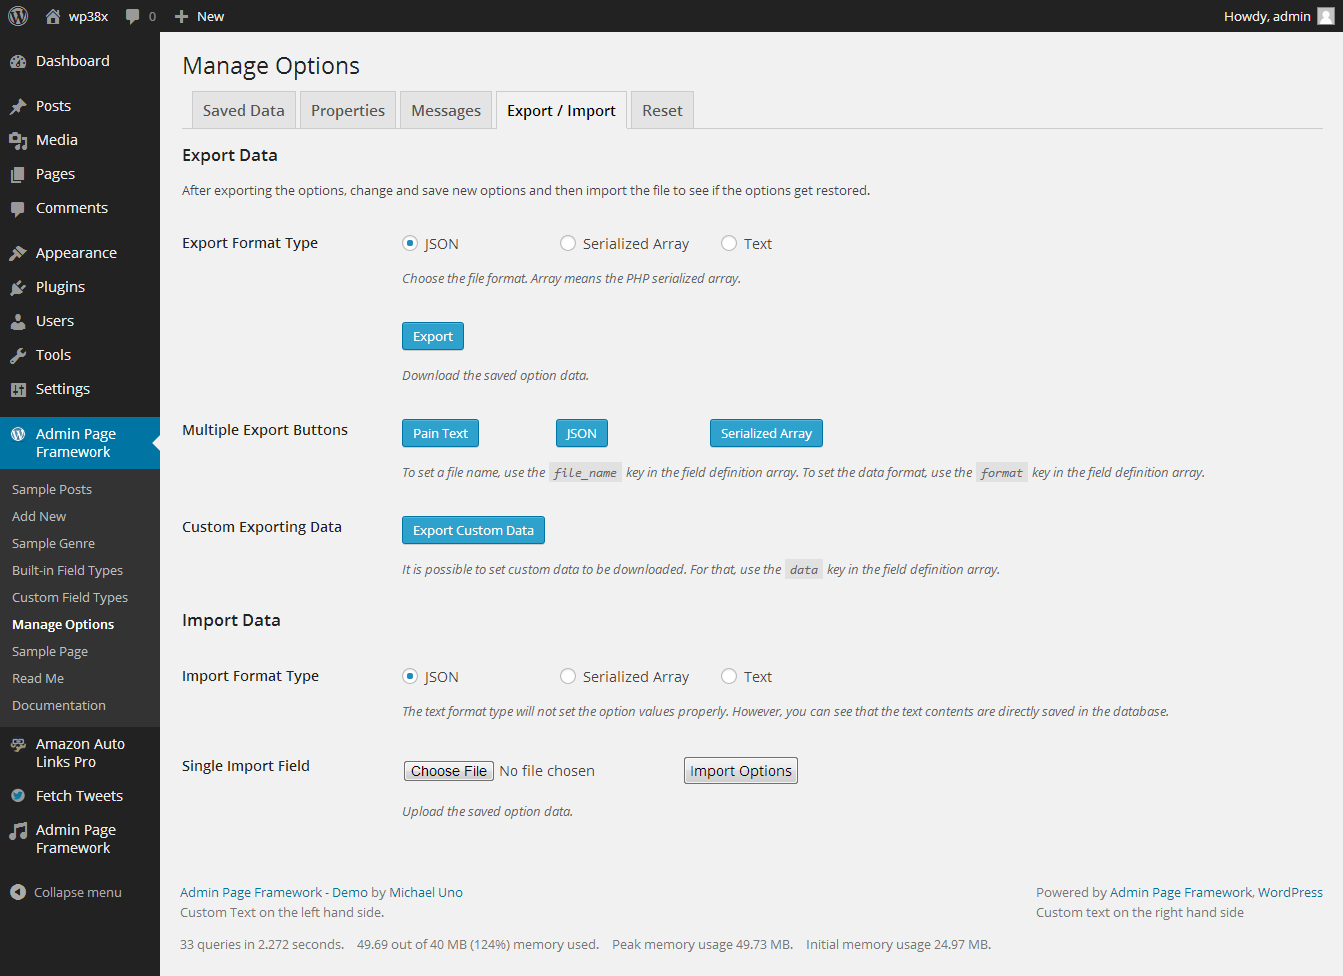 wp38x 0 New Howdy, admin
Dashboard
Posts
Media
Pages
Comments
Appearance
Plugins
Users
Tools
Settings
Admin Page
Framework
Sample Posts
Add New
Sample Genre
Built-in Field Types
Custom Field Types
Manage Options
Sample Page
Read Me
Documentation
Amazon Auto
Links Pro
Fetch Tweets
Admin Page
Framework
Collapse menu
Manage Options
Saved Data Properties Messages Export / Import Reset
Export Data
After exporting the options, change and save new options and then import the file to see if the options get restored.
Export Format Type JSON Serialized Array Text
Choose the file format. Array means the PHP serialized array.
Export
Download the saved option data.
Multiple Export Buttons Pain Text JSON Serialized Array
To set a file name, use the file_name key in the field definition array. To set the data format, use the format key in the field definition array.
Custom Exporting Data Export Custom Data
It is possible to set custom data to be downloaded. For that, use the data key in the field definition array.
Import Data
Import Format Type JSON Serialized Array Text
The text format type will not set the option values properly. However, you can see that the text contents are directly saved in the database.
Single Import Field Choose File No file chosen Import Options
Upload the saved option data.
Admin Page Framework - Demo by Michael Uno Powered by Admin Page Framework, WordPress
Custom Text on the left hand side. Custom text on the right hand side
33 queries in 2.272 seconds. 49.69 out of 40 MB (124%) memory used. Peak memory usage 49.73 MB. Initial memory usage 24.97 MB.